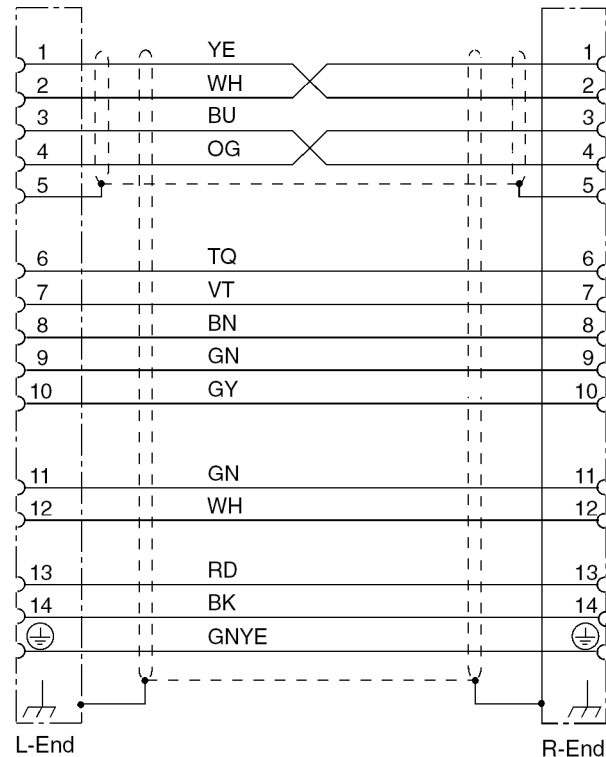 1 YE 1
2 WH 2
3 BU 3
4 OG 4
5 5
6 TQ 6
7 VT 7
8 BN 8
9 GN 9
10 GY 10
11 GN 11
12 WH 12
13 RD 13
14 BK 14
GNYE
L-End R-End